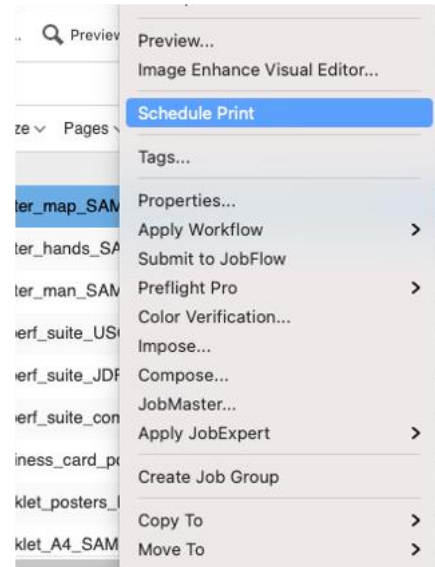 .. Preview
ze Pages
ter_map_SAM
ter_hands_SA
ter_man_SAM
perf_suite_US
perf_suite_JDF
perf_suite_con
iness_card_po
klet_posters_
klet_A4_SAM
Preview...
Image Enhance Visual Editor...
Schedule Print
Tags...
Properties...
Apply Workflow
Submit to JobFlow
Preflight Pro
Color Verification...
Impose...
Compose...
JobMaster...
Apply JobExpert
Create Job Group
Copy To
Move To